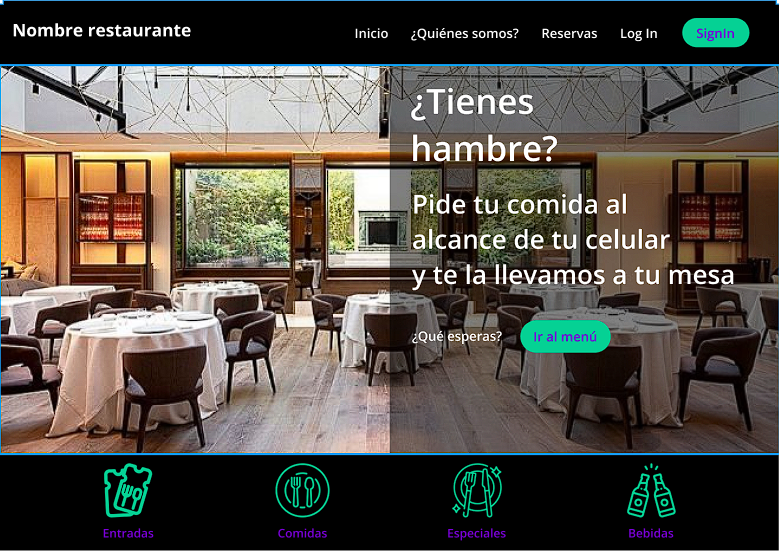 Nombre restaurante
Inicio
¿Quiénes somos?
Reservas
Log In
SignIn
¿Tienes
hambre?
Pide tu comida al
alcance de tu celular
y te la llevamos a tu mesa
¿Qué esperas?
Ir al menú
Entradas
Comidas
Especiales
Bebidas